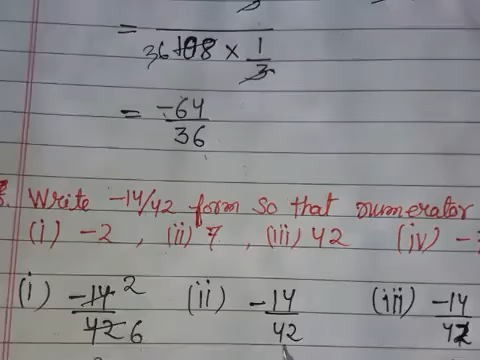 = 
36 108 × 1/3
= -64/36
Write -14/42 form so that numerator
(i) -2 , (ii) 7 , (iii) 42 (iv) -
(i) -14 2/42 6 (ii) -14/42 (iii) -14/42